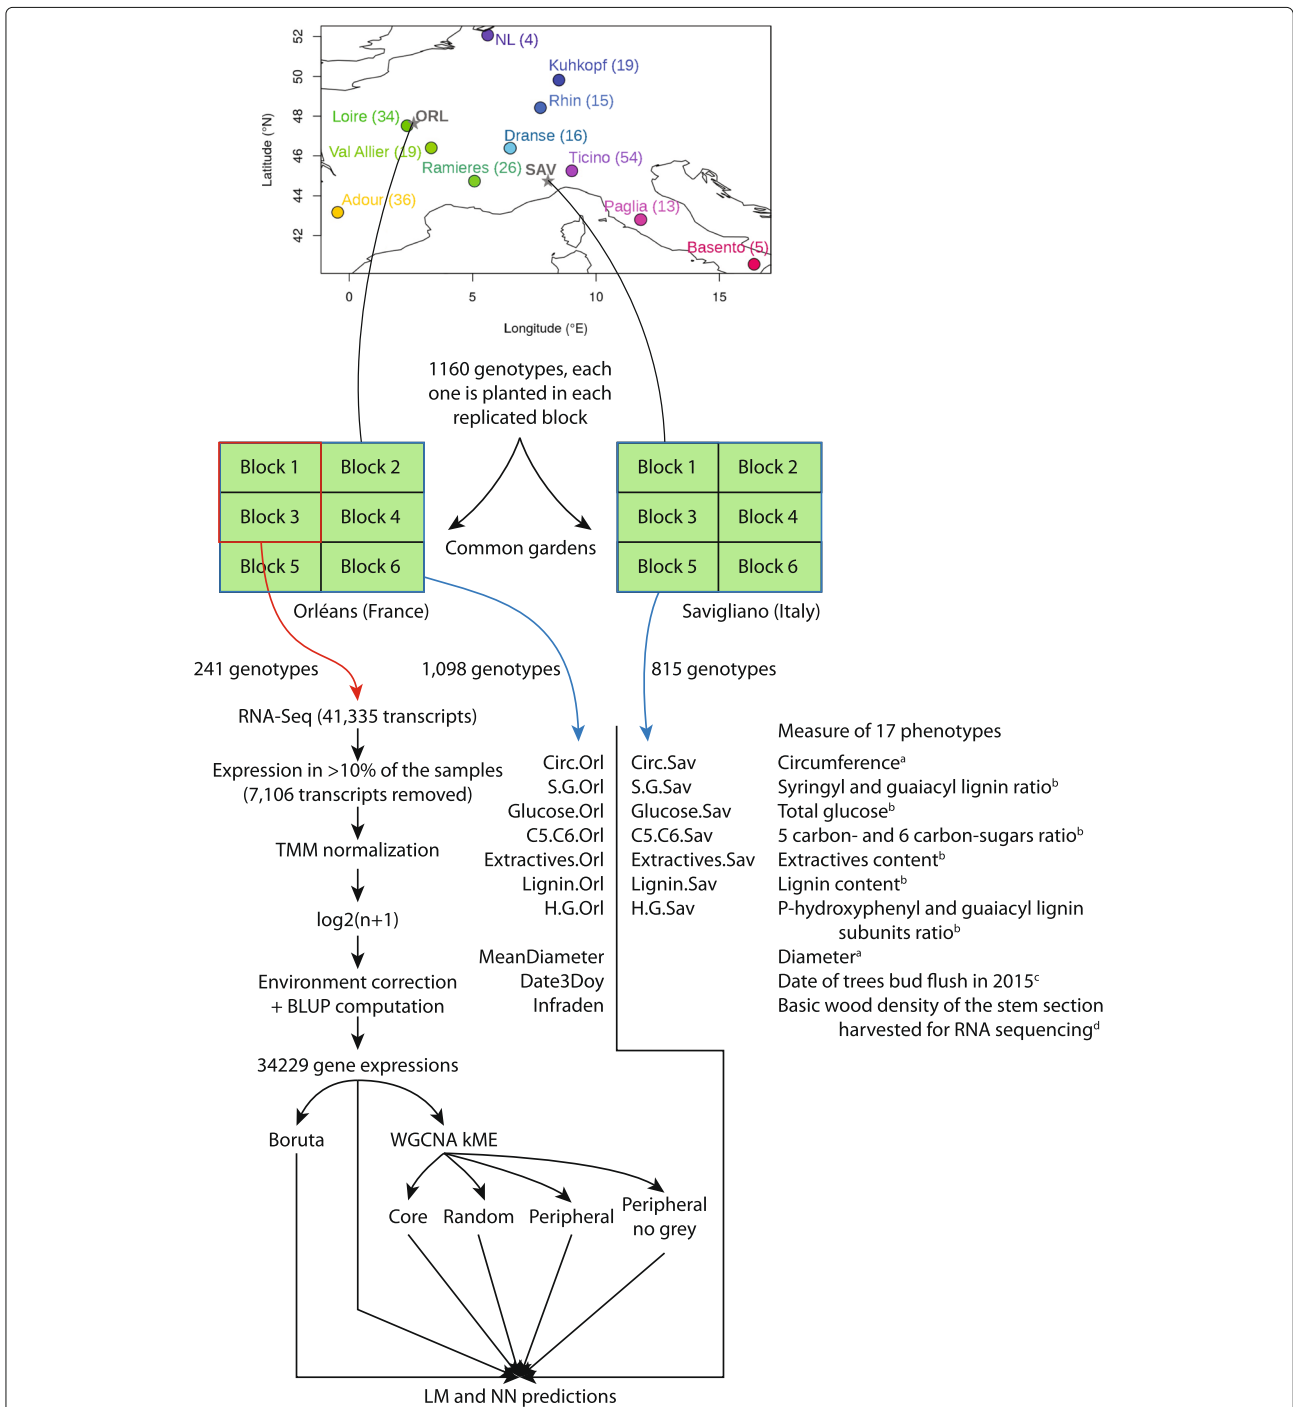 52
50
48
46
44
42
Latitude (°N)
NL (4)
Kuhkopf (19)
Rhin (15)
Loire (34)
ORL
Dranse (16)
Val Allier (19)
Ticino (54)
Ramieres (26)
SAV
Adour (36)
Paglia (13)
Basento (5)
0 5 10 15
Longitude (°E)
1160 genotypes, each
one is planted in each
replicated block
Block 1 Block 2
Block 3 Block 4
Block 5 Block 6
Orléans (France)
Common gardens
Block 1 Block 2
Block 3 Block 4
Block 5 Block 6
Savigliano (Italy)
241 genotypes
1,098 genotypes
815 genotypes
RNA-Seq (41,335 transcripts)
Expression in >10% of the samples
(7,106 transcripts removed)
TMM normalization
log2(n+1)
Environment correction
+ BLUP computation
34229 gene expressions
Measure of 17 phenotypes
Circ.Orl Circ.Sav Circumferenceᵃ
S.G.Orl S.G.Sav Syringyl and guaiacyl lignin ratioᵇ
Glucose.Orl Glucose.Sav Total glucoseᵇ
C5.C6.Orl C5.C6.Sav 5 carbon- and 6 carbon-sugars ratioᵇ
Extractives.Orl Extractives.Sav Extractives contentᵇ
Lignin.Orl Lignin.Sav Lignin contentᵇ
H.G.Orl H.G.Sav P-hydroxyphenyl and guaiacyl lignin
subunits ratioᵇ
MeanDiameter Diameterᵃ
Date3Doy Date of trees bud flush in 2015ᶜ
Infraden Basic wood density of the stem section
harvested for RNA sequencingᵈ
Boruta
WGCNA kME
Core Random Peripheral
Peripheral
no grey
LM and NN predictions